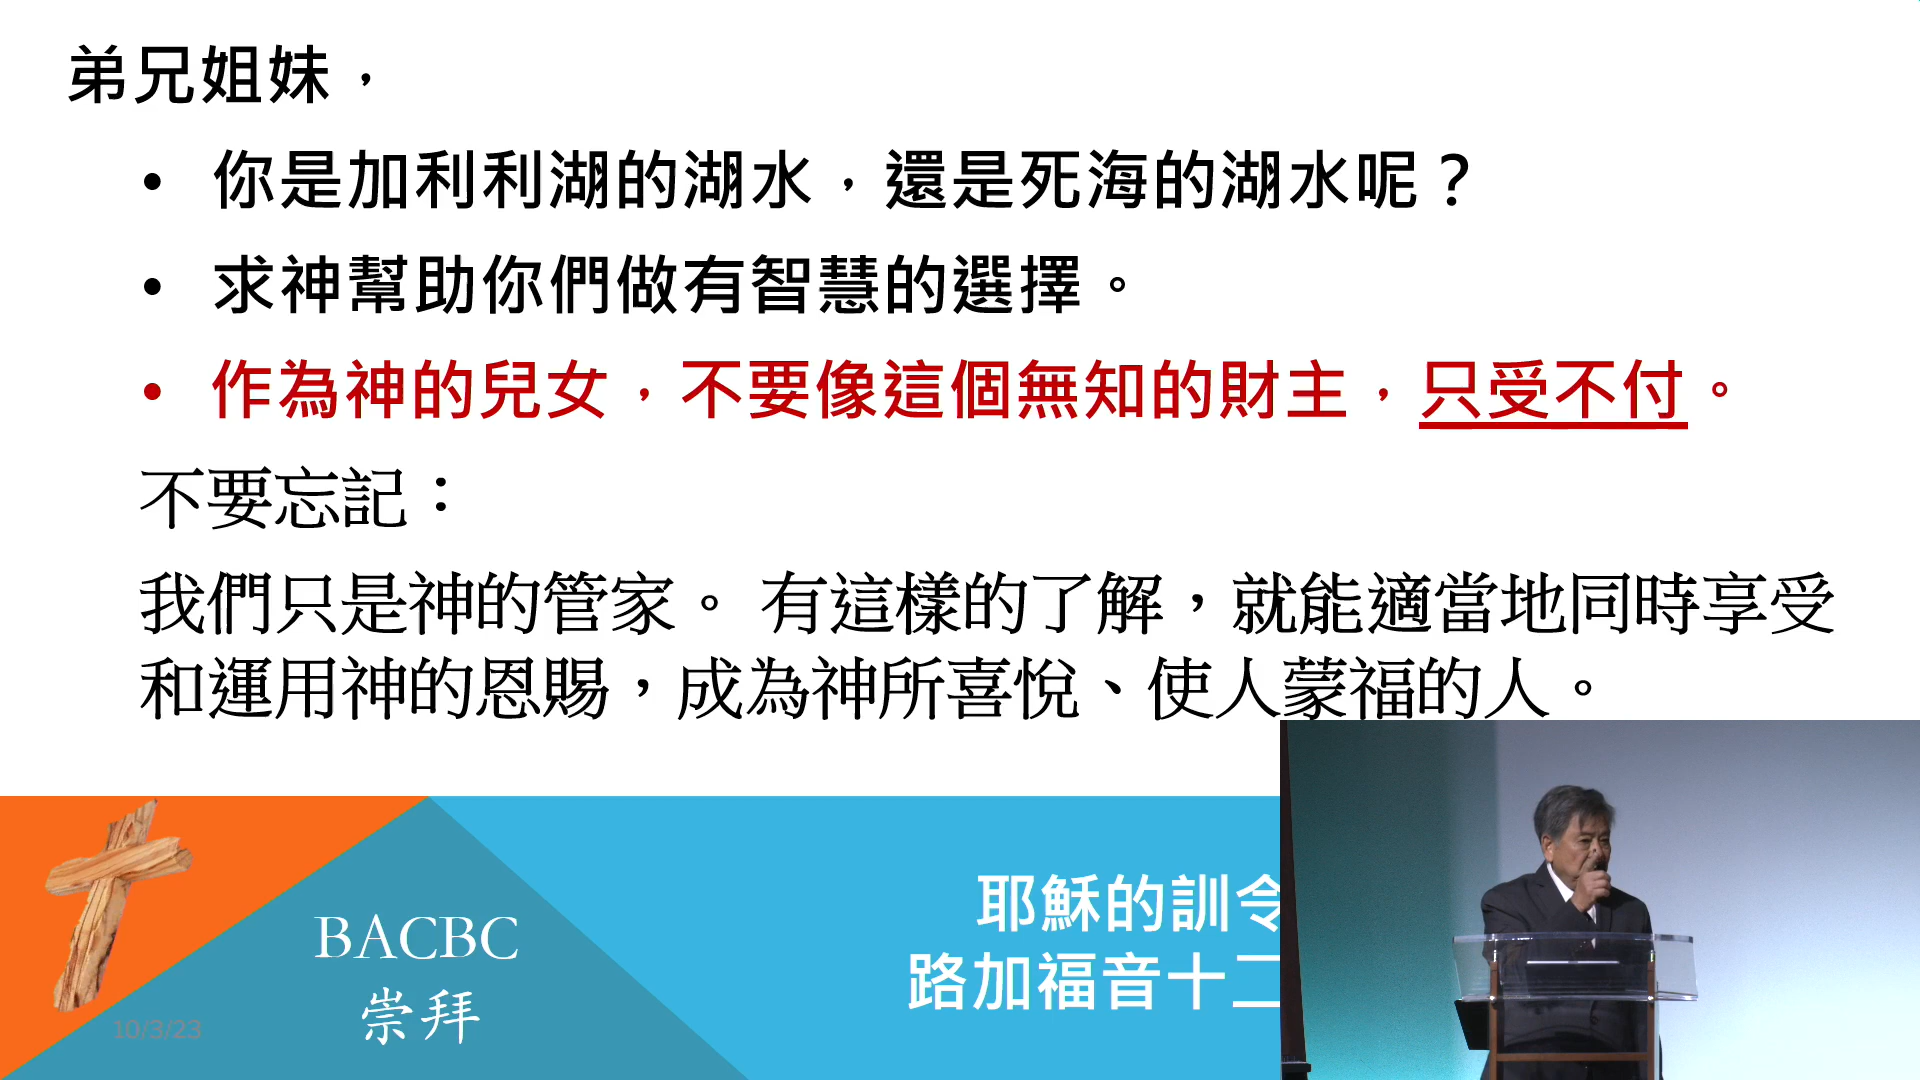 弟兄姐妹，
• 你是加利利湖的湖水，還是死海的湖水呢？
• 求神幫助你們做有智慧的選擇。
• 作為神的兒女，不要像這個無知的財主，只受不付。
不要忘記：
我們只是神的管家。 有這樣的了解，就能適當地同時享受
和運用神的恩賜，成為神所喜悅、使人蒙福的人。
耶穌的訓令
路加福音十二
BACBC
崇拜
10/3/23